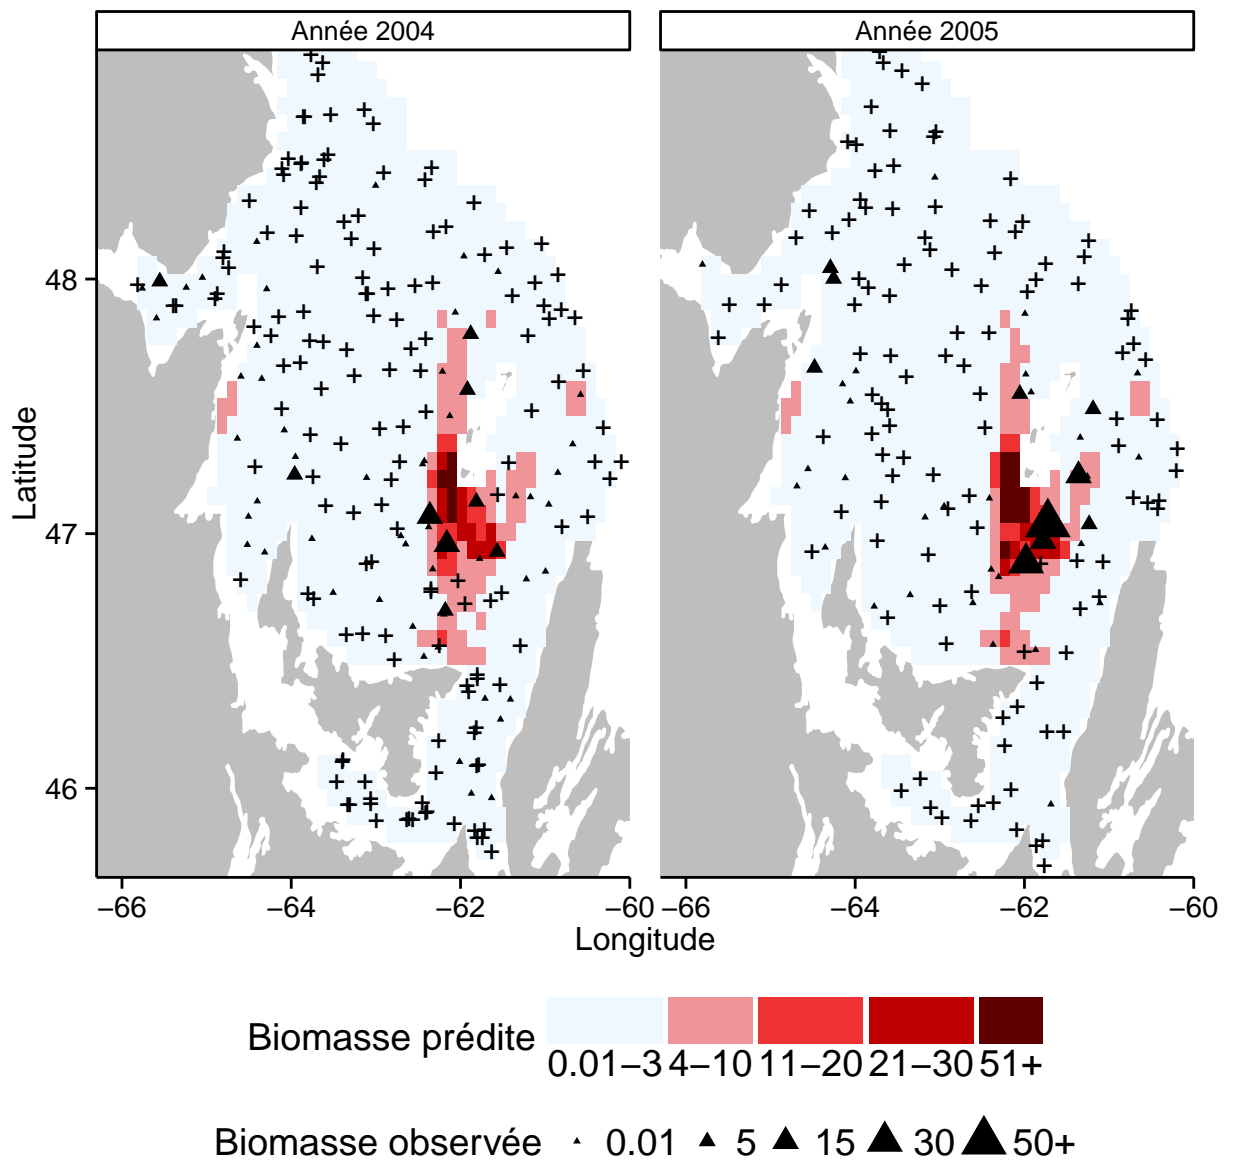 Année 2004 Année 2005
Latitude
48
47
46
−66 −64 −62 −60 −66 −64 −62 −60
Longitude
Biomasse prédite
0.01−3 4−10 11−20 21−30 51+
Biomasse observée 0.01 5 15 30 50+